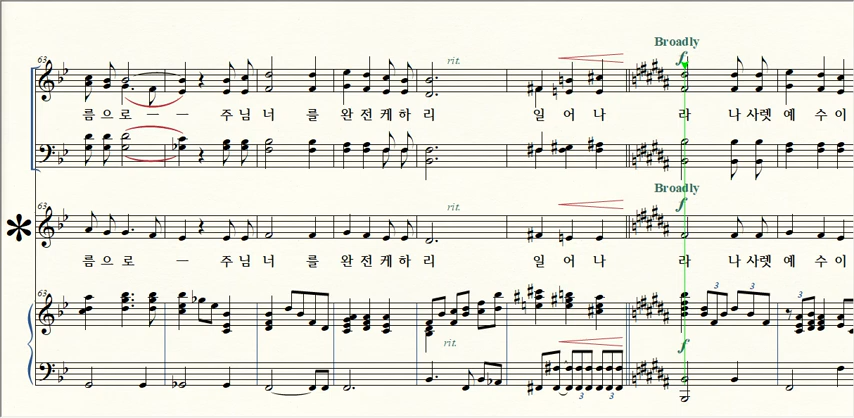 Broadly
63
rit.
f
름 으 로 ㅡ ㅡ 주 님 너 를 완 전 케 하 리 일 어 나 라 나 사렛 예 수 이
Broadly
rit.
f
름 으 로 ㅡ 주 님 너 를 완 전 케 하 리 일 어 나 라 나 사렛 예 수 이
63
3 3 3
rit.
f
3 3